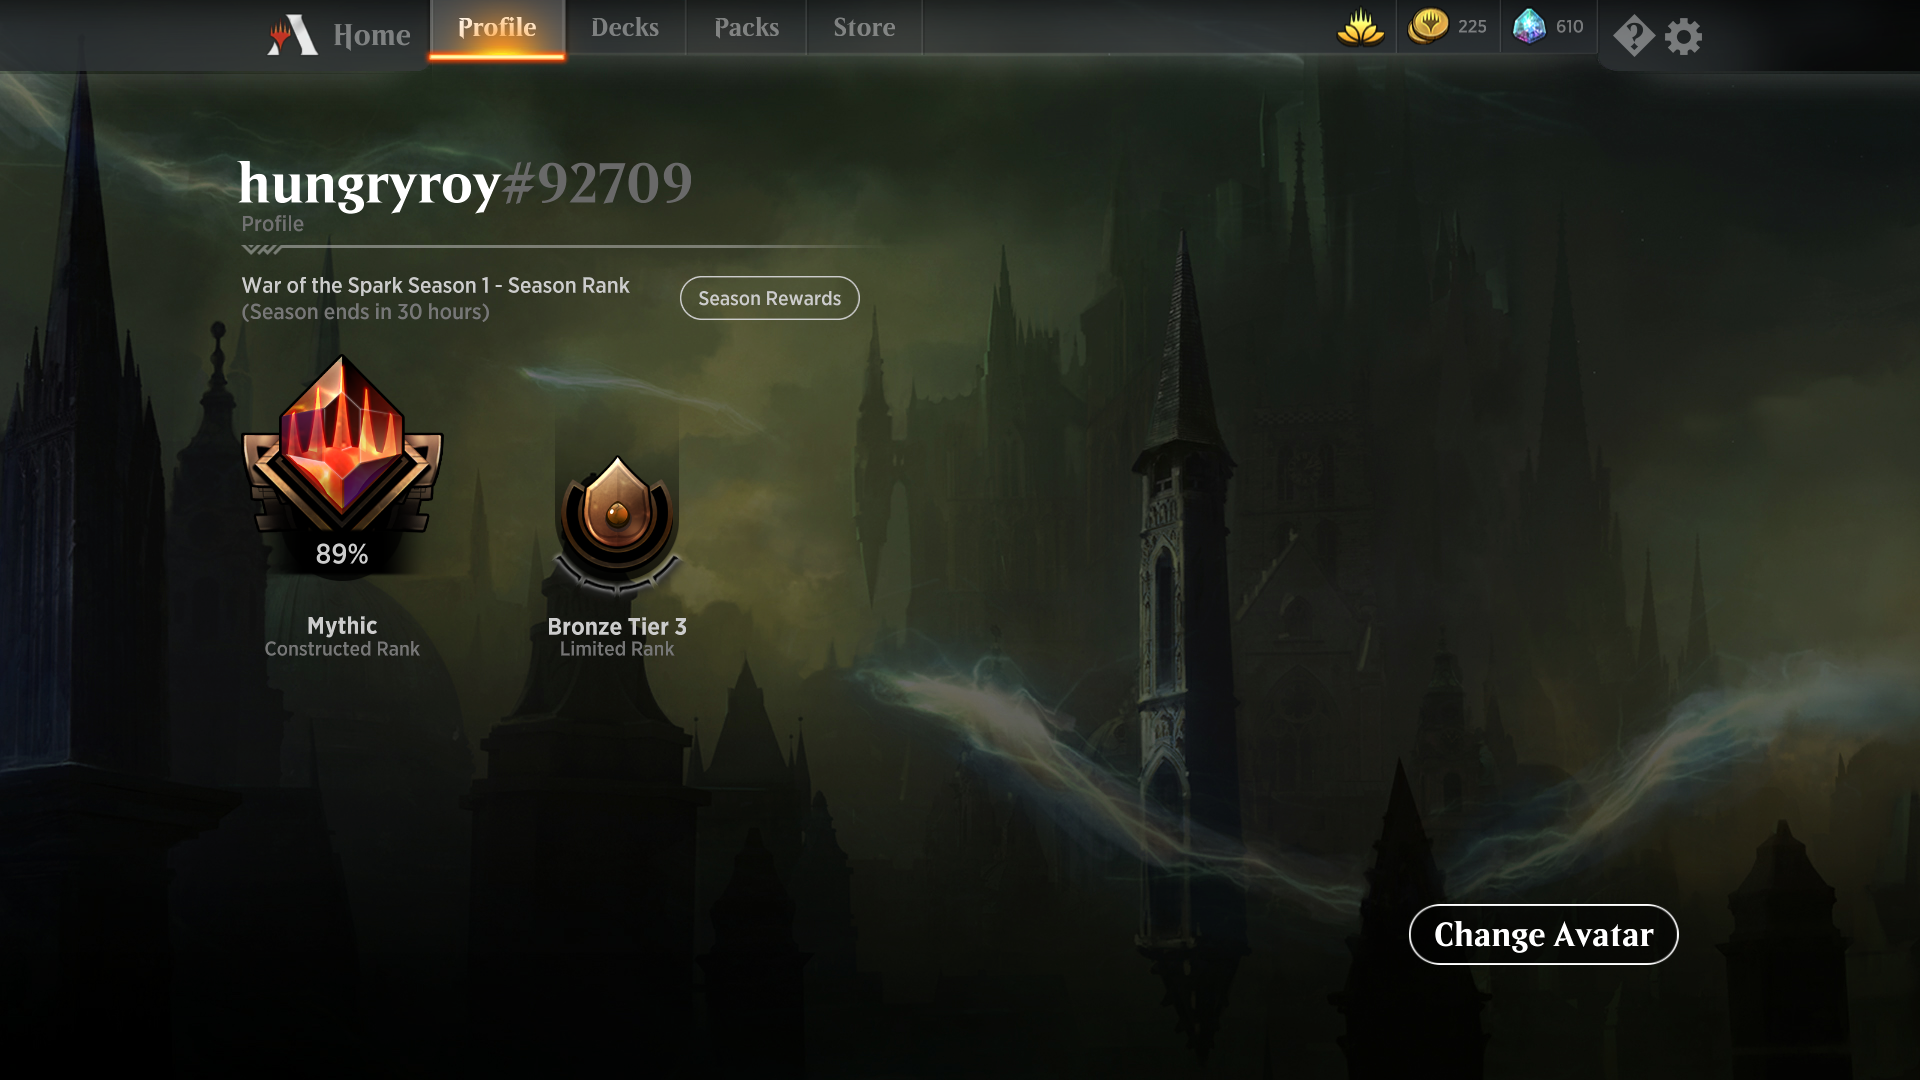 Home
Profile
Decks
Packs
Store
225
610
hungryroy#92709
Profile
War of the Spark Season 1 - Season Rank
(Season ends in 30 hours)
Season Rewards
89%
Mythic
Constructed Rank
Bronze Tier 3
Limited Rank
Change Avatar